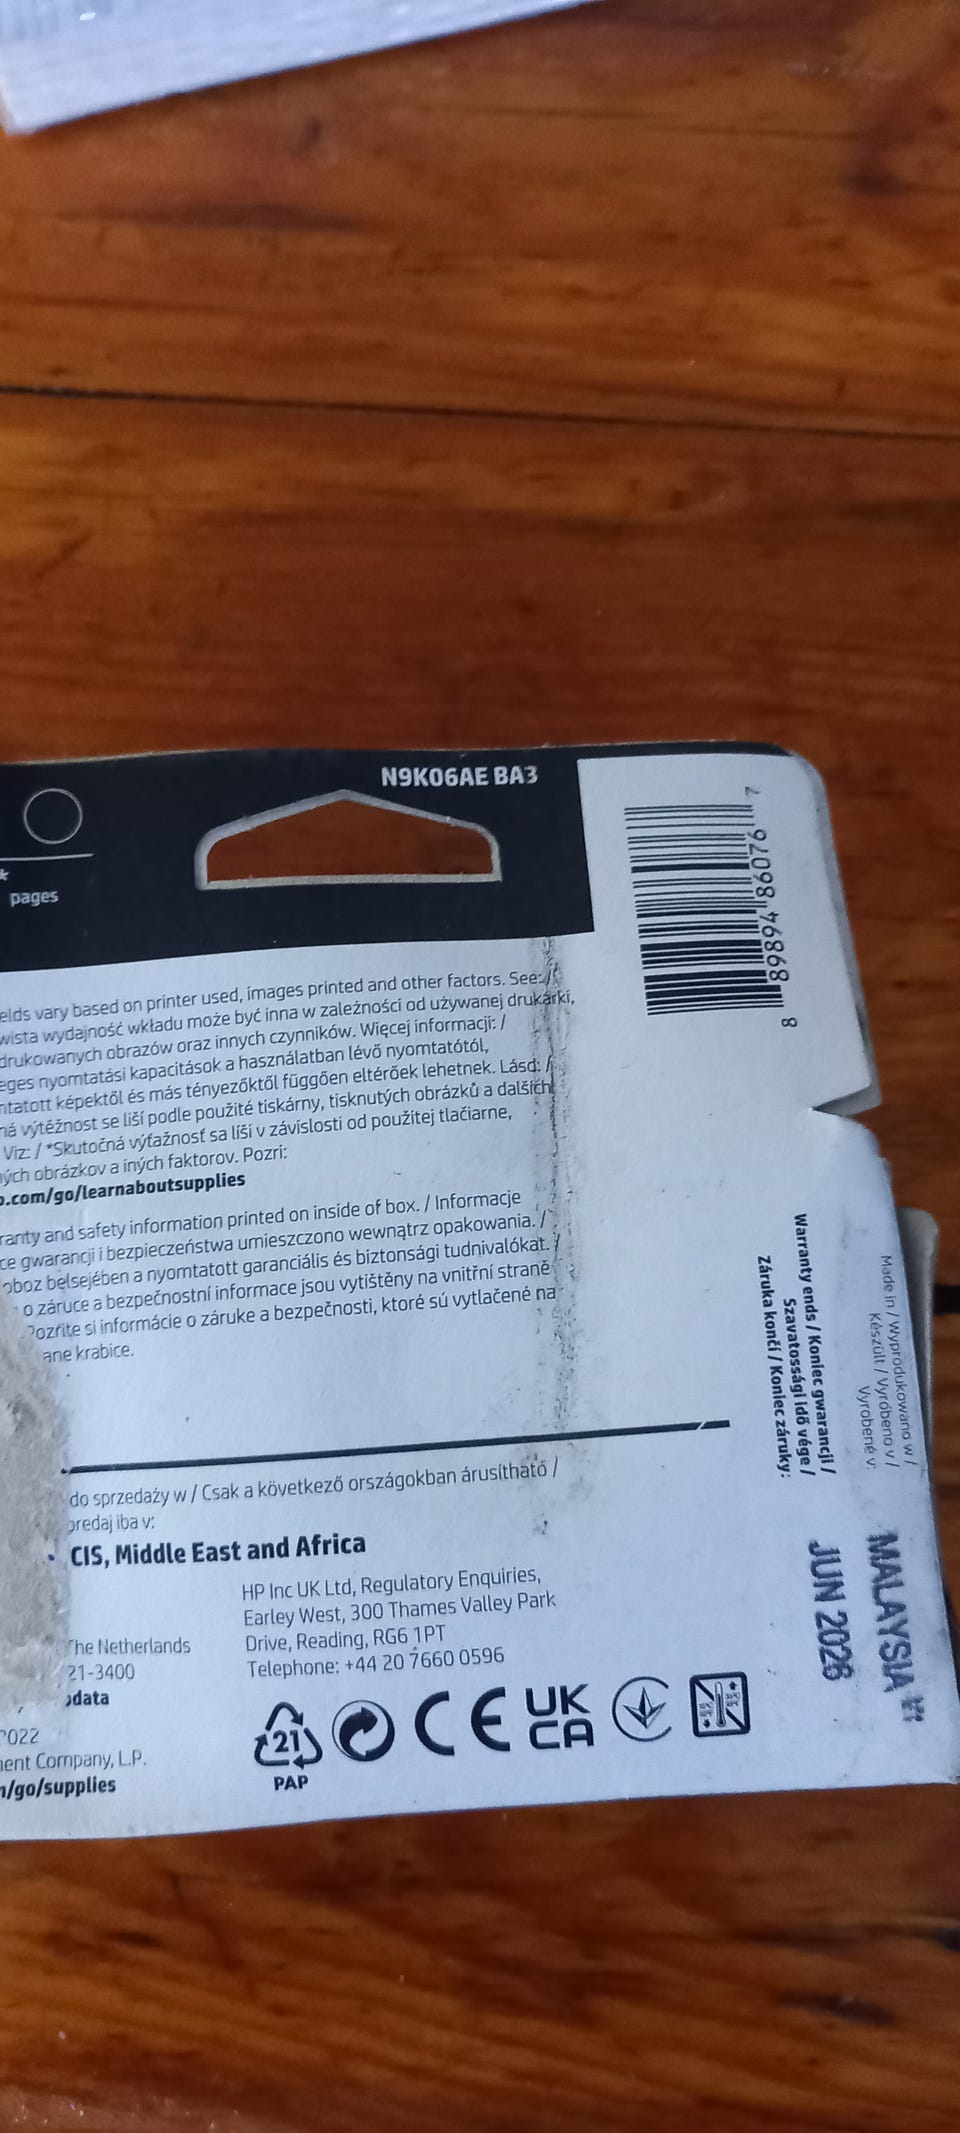 N9K06AE BA3
*
pages
8 89894 86076 7
elds vary based on printer used, images printed and other factors. See: /
wista wydajność wkładu może być inna w zależności od używanej drukarki,
drukowanych obrazów oraz innych czynników. Więcej informacji: /
eges nyomtatási kapacitások a használatban lévő nyomtatótól,
ntatott képektől és más tényezőktől függően eltérőek lehetnek. Lásd: /
ná výtěžnost se liší podle použité tiskárny, tisknutých obrázků a dalších
Viz: / *Skutočná výťažnosť sa líši v závislosti od použitej tlačiarne,
ých obrázkov a iných faktorov. Pozri:
.com/go/learnaboutsupplies
ranty and safety information printed on inside of box. / Informacje
ce gwarancji i bezpieczeństwa umieszczono wewnątrz opakowania. /
oboz belsejében a nyomtatott garanciális és biztonsági tudnivalókat. /
o záruce a bezpečnostní informace jsou vytištěny na vnitřní straně
Pozrite si informácie o záruke a bezpečnosti, ktoré sú vytlačené na
ane krabice.
do sprzedaży w / Csak a következő országokban árusítható /
predaj iba v:
• CIS, Middle East and Africa
HP Inc UK Ltd, Regulatory Enquiries,
Earley West, 300 Thames Valley Park
Drive, Reading, RG6 1PT
Telephone: +44 20 7660 0596
The Netherlands
21-3400
data
022
ent Company, L.P.
/go/supplies
21
PAP
CE
UK
CA
Warranty ends / Koniec gwarancji /
Szavatossági idő vége /
Záruka končí / Koniec záruky:
JUN 2026
Made in / Wyprodukowano w /
Készült / Vyrobeno v /
Vyrobené v:
MALAYSIA